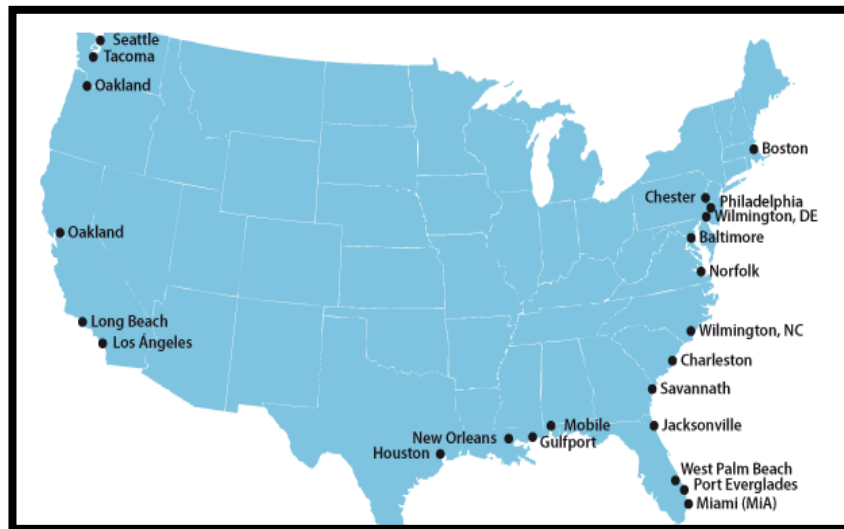 Seattle
Tacoma
Oakland
Boston
Chester
Philadelphia
Wilmington, DE
Oakland
Baltimore
Norfolk
Long Beach
Wilmington, NC
Los Ángeles
Charleston
Savannath
Mobile
Jacksonville
New Orleans
Gulfport
Houston
West Palm Beach
Port Everglades
Miami (MiA)